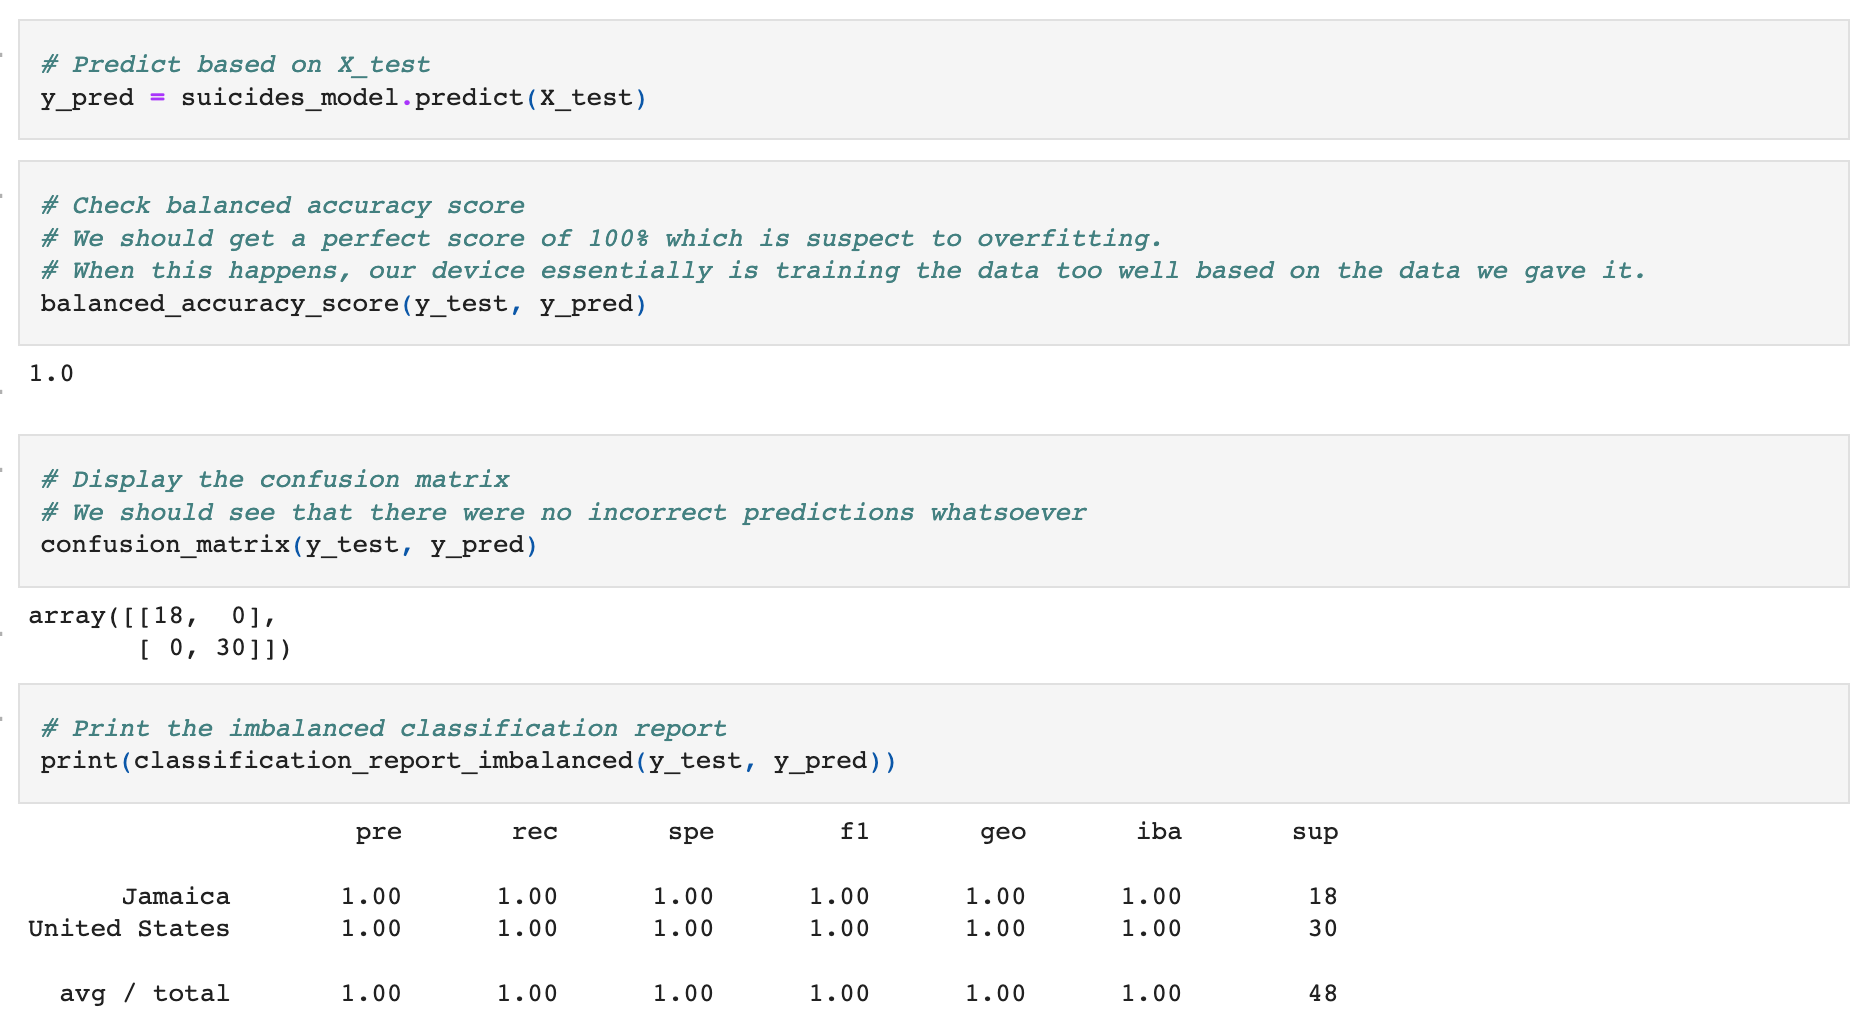 # Predict based on X_test
y_pred = suicides_model.predict(X_test)
# Check balanced accuracy score
# We should get a perfect score of 100% which is suspect to overfitting.
# When this happens, our device essentially is training the data too well based on the data we gave it.
balanced_accuracy_score(y_test, y_pred)
1.0
# Display the confusion matrix
# We should see that there were no incorrect predictions whatsoever
confusion_matrix(y_test, y_pred)
array([[18,  0],
       [ 0, 30]])
# Print the imbalanced classification report
print(classification_report_imbalanced(y_test, y_pred))
                     pre       rec       spe        f1       geo       iba       sup
      Jamaica       1.00      1.00      1.00      1.00      1.00      1.00        18
United States       1.00      1.00      1.00      1.00      1.00      1.00        30
  avg / total       1.00      1.00      1.00      1.00      1.00      1.00        48